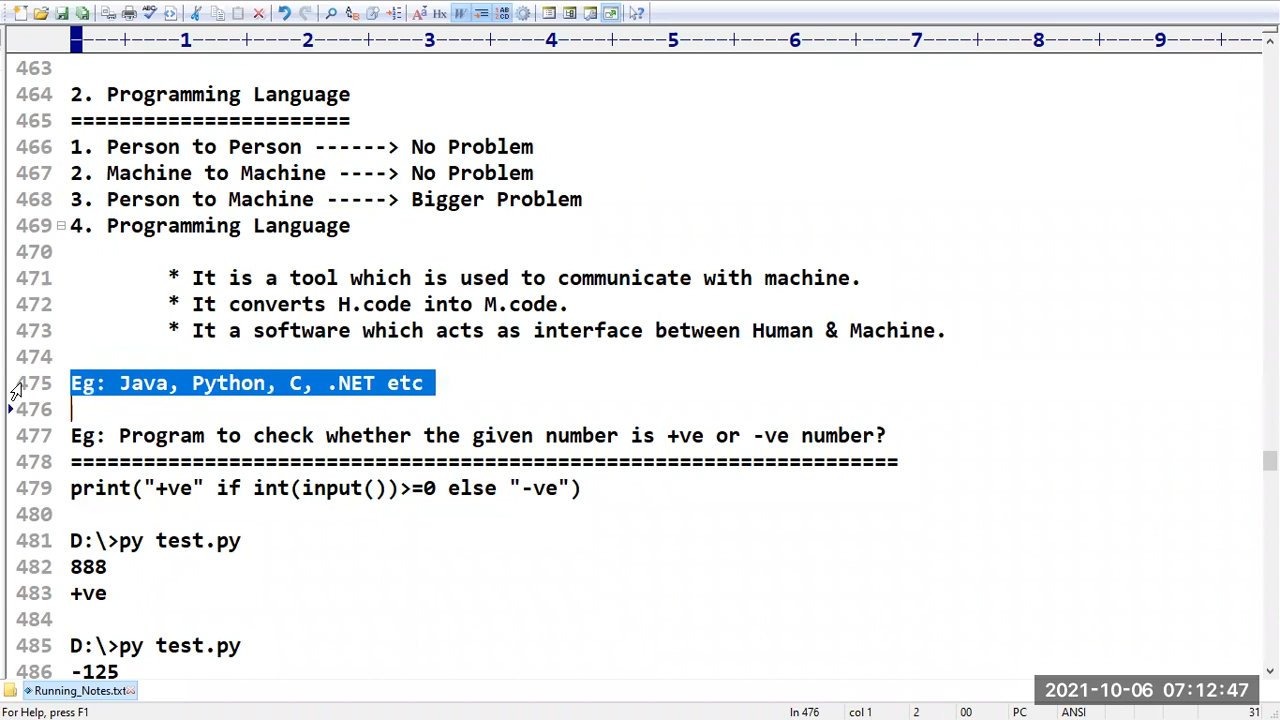 -----+----1----+----2----+----3----+----4----+----5----+----6----+----7----+----8----+----9----+--
463
464 2. Programming Language
465 =======================
466 1. Person to Person ------> No Problem
467 2. Machine to Machine ----> No Problem
468 3. Person to Machine -----> Bigger Problem
469 4. Programming Language
470
471 * It is a tool which is used to communicate with machine.
472 * It converts H.code into M.code.
473 * It a software which acts as interface between Human & Machine.
474
475 Eg: Java, Python, C, .NET etc
476
477 Eg: Program to check whether the given number is +ve or -ve number?
478 ====================================================================
479 print("+ve" if int(input())>=0 else "-ve")
480
481 D:\>py test.py
482 888
483 +ve
484
485 D:\>py test.py
486 -125
Running_Notes.txt
2021-10-06 07:12:47
For Help, press F1 ln 476 col 1 2 00 PC ANSI 31